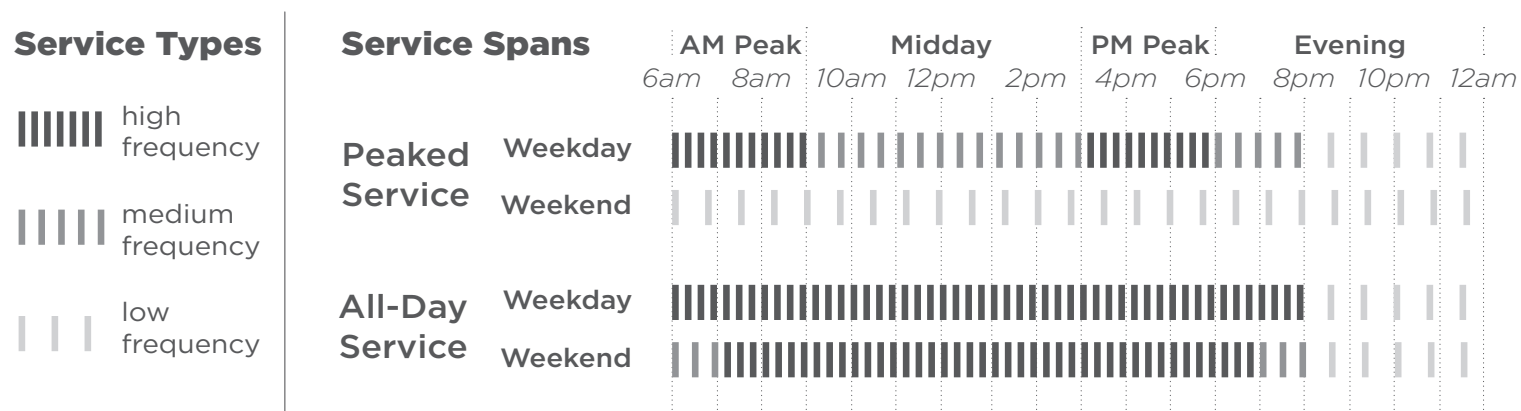 Service Types
high
frequency
medium
frequency
low
frequency
Service Spans
AM Peak Midday PM Peak Evening
6am 8am 10am 12pm 2pm 4pm 6pm 8pm 10pm 12am
Peaked
Service
Weekday
Weekend
All-Day
Service
Weekday
Weekend